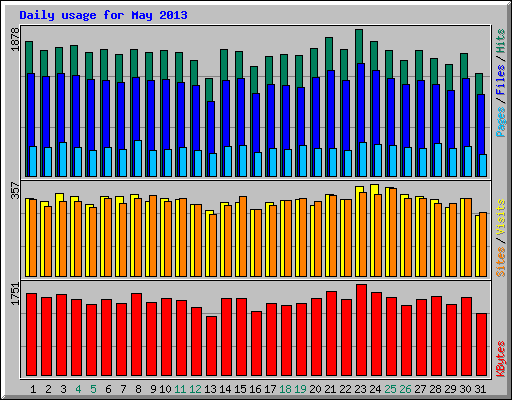 Daily usage for May 2013
1878
Pages / Files / Hits
357
Sites / Visits
1751
KBytes
1 2 3 4 5 6 7 8 9 10 11 12 13 14 15 16 17 18 19 20 21 22 23 24 25 26 27 28 29 30 31